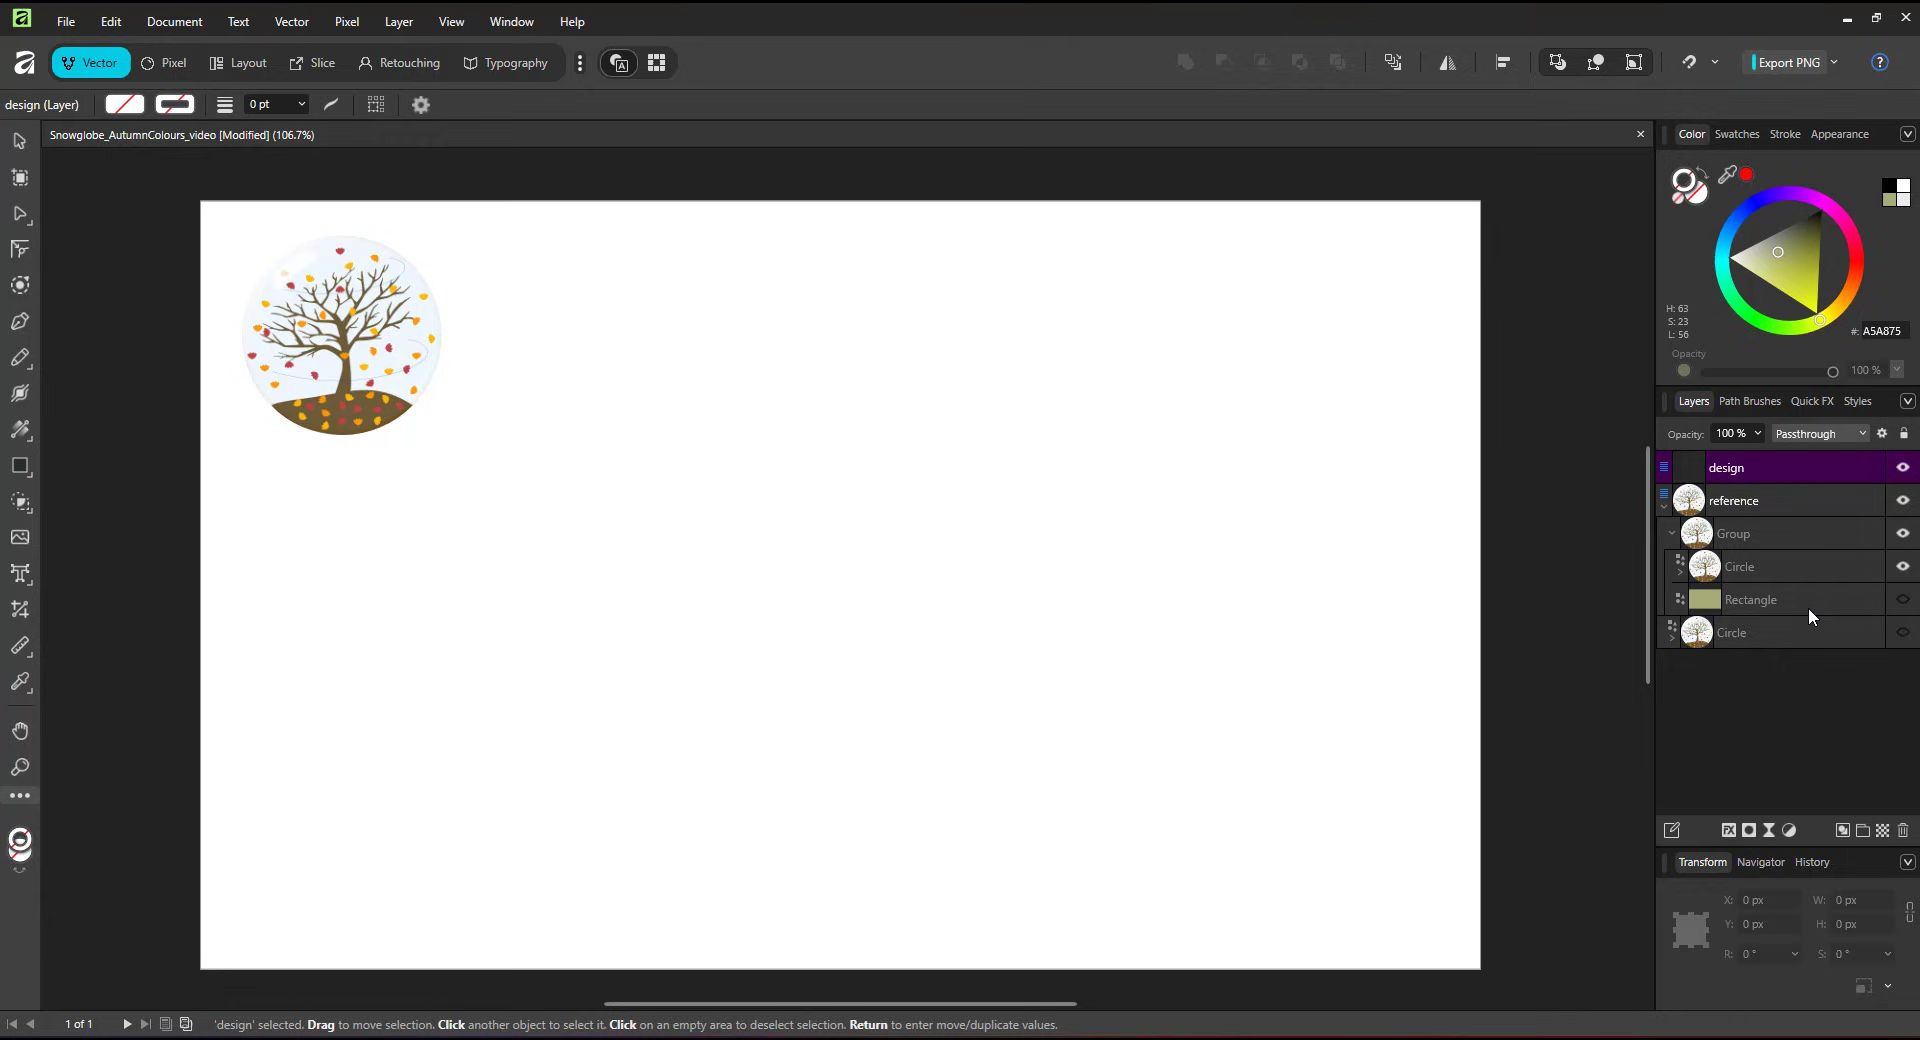 File Edit Document Text Vector Pixel Layer View Window Help
Vector Pixel Layout Slice Retouching Typography Export PNG
design (Layer) 0 pt
Snowglobe_AutumnColours_video [Modified] (106.7%)
Color Swatches Stroke Appearance
H: 63
S: 23
L: 56
#: A5A875
Opacity
100 %
Layers Path Brushes Quick FX Styles
Opacity: 100 % Passthrough
design
reference
Group
Circle
Rectangle
Circle
Transform Navigator History
X: 0 px W: 0 px
Y: 0 px H: 0 px
R: 0 ° S: 0 °
1 of 1 'design' selected. Drag to move selection. Click another object to select it. Click on an empty area to deselect selection. Return to enter move/duplicate values.